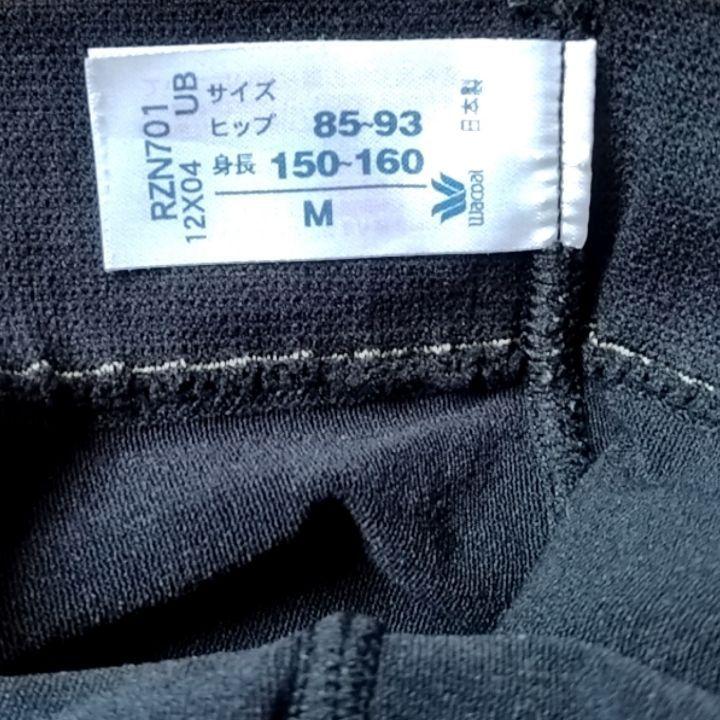 サイズ
ヒップ 85~93
身長 150~160
M
RZN701 UB
12X04
Wacoal
日本製